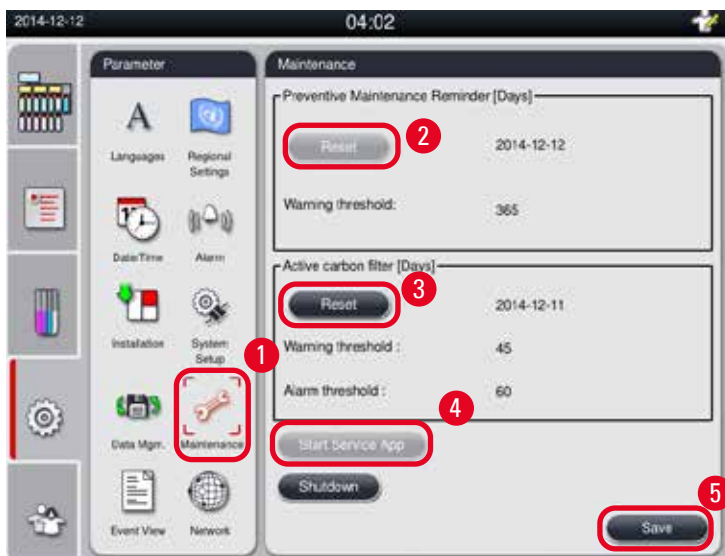 2014-12-12 04:02
Parameter
Languages
Regional Settings
Date/Time
Alarm
Installation
System Setup
Data Mgm.
Maintenance
Event View
Network
1
Maintenance
Preventive Maintenance Reminder [Days]
Reset 2 2014-12-12
Warning threshold: 365
Active carbon filter [Days]
Reset 3 2014-12-11
Warning threshold : 45
Alarm threshold : 60
4
Start Service App
Shutdown
5
Save